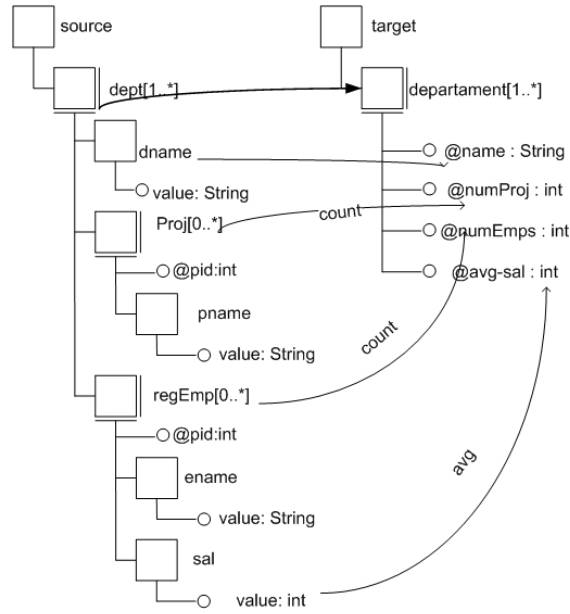 source
target
dept[1..*]
departament[1..*]
dname
@name : String
value: String
@numProj : int
count
Proj[0..*]
@numEmps : int
@pid:int
@avg-sal : int
pname
value: String
count
regEmp[0..*]
@pid:int
avg
ename
value: String
sal
value: int